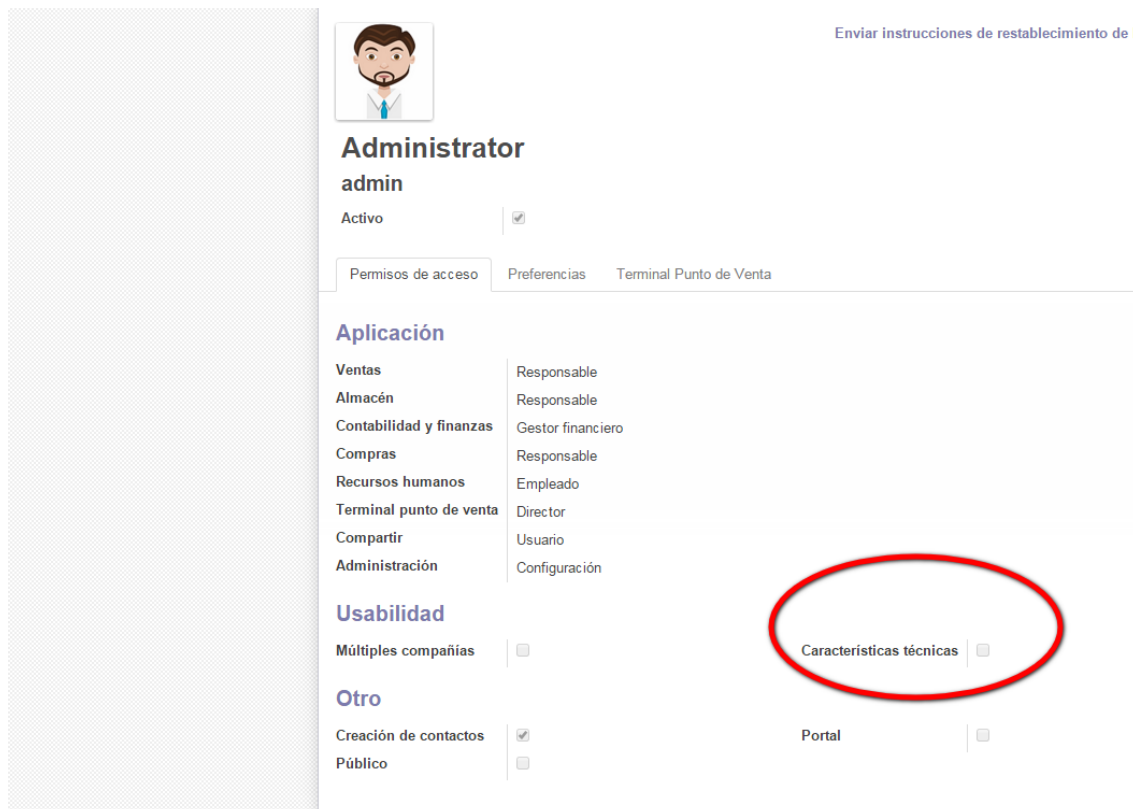 Enviar instrucciones de restablecimiento de
Administrator
admin
Activo
Permisos de acceso Preferencias Terminal Punto de Venta
Aplicación
Ventas Responsable
Almacén Responsable
Contabilidad y finanzas Gestor financiero
Compras Responsable
Recursos humanos Empleado
Terminal punto de venta Director
Compartir Usuario
Administración Configuración
Usabilidad
Múltiples compañías Características técnicas
Otro
Creación de contactos Portal
Público